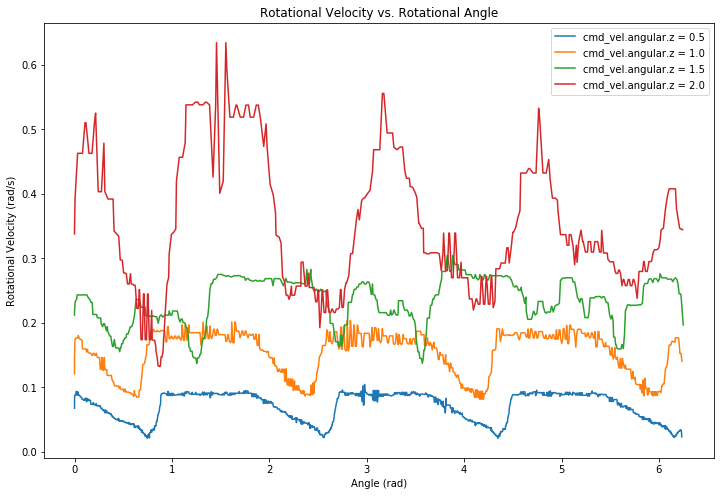 Rotational Velocity vs. Rotational Angle
cmd_vel.angular.z = 0.5
cmd_vel.angular.z = 1.0
cmd_vel.angular.z = 1.5
cmd_vel.angular.z = 2.0
Rotational Velocity (rad/s)
0.6
0.5
0.4
0.3
0.2
0.1
0.0
0 1 2 3 4 5 6
Angle (rad)